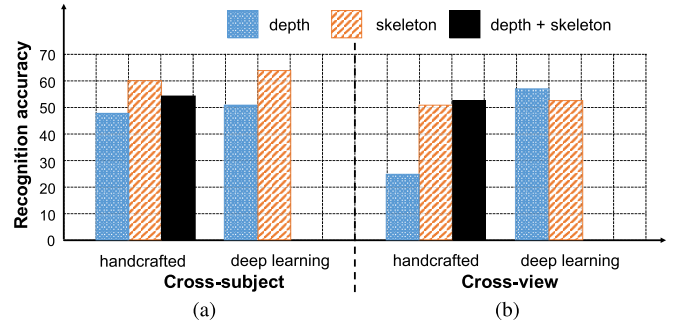 depth skeleton depth + skeleton
Recognition accuracy
70
60
50
40
30
20
10
0
handcrafted deep learning handcrafted deep learning
Cross-subject Cross-view
(a) (b)